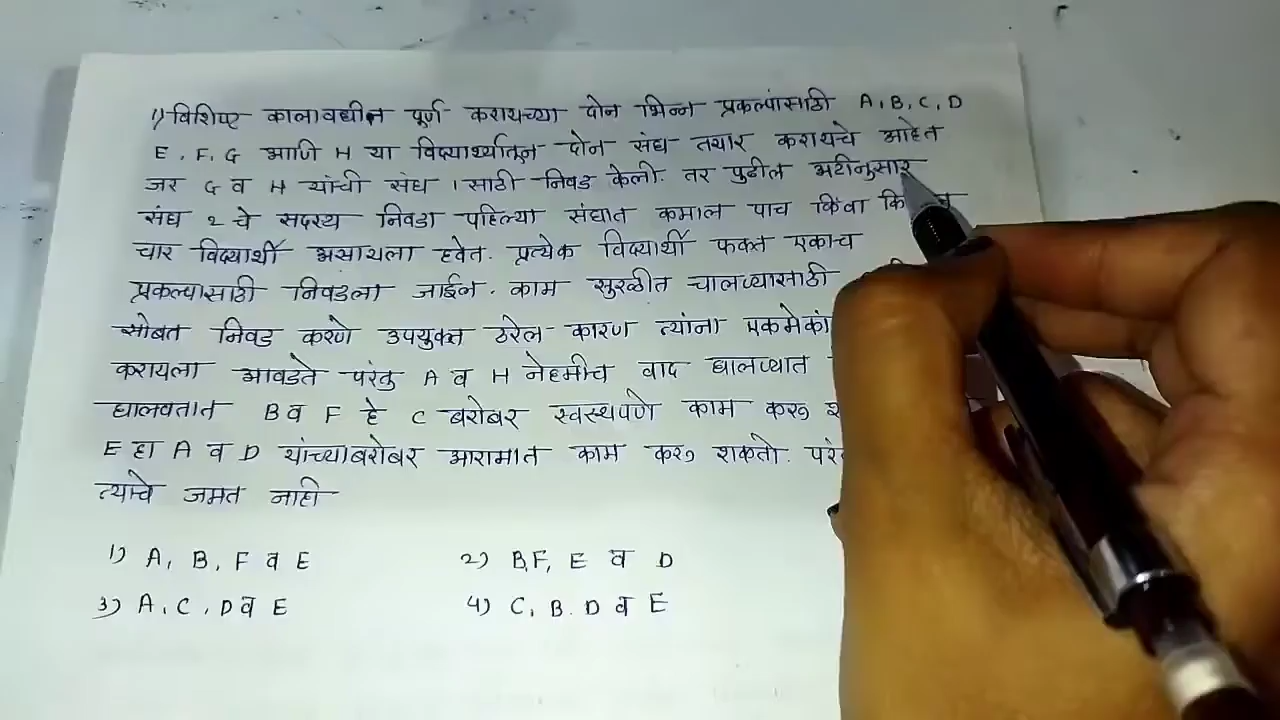 1) विशिष्ट कालावधीत पूर्ण करायच्या दोन भिन्न प्रकल्पांसाठी A, B, C, D
E, F, G आणि H या विद्यार्थ्यांतून दोन संघ तयार करायचे आहेत
जर G व H यांची संघ 1 साठी निवड केली. तर पुढील अटींनुसार
संघ 2 चे सदस्य निवडा पहिल्या संघात कमाल पाच किंवा
चार विद्यार्थी असायला हवेत. प्रत्येक विद्यार्थी फक्त एकाच
प्रकल्पासाठी निवडला जाईल. काम सुरळीत चालण्यासाठी
सोबत निवड करणे उपयुक्त ठरेल कारण त्यांना एकमेकां
करायला आवडते परंतु A व H नेहमीच वाद घालण्यात
घालवतात B व F हे C बरोबर स्वस्थपणे काम करू
E हा A व D यांच्याबरोबर आरामात काम करू शकतो.
त्याचे जमत नाही
1) A, B, F व E 2) B,F, E व D
3) A, C, D व E 4) C, B. D व E